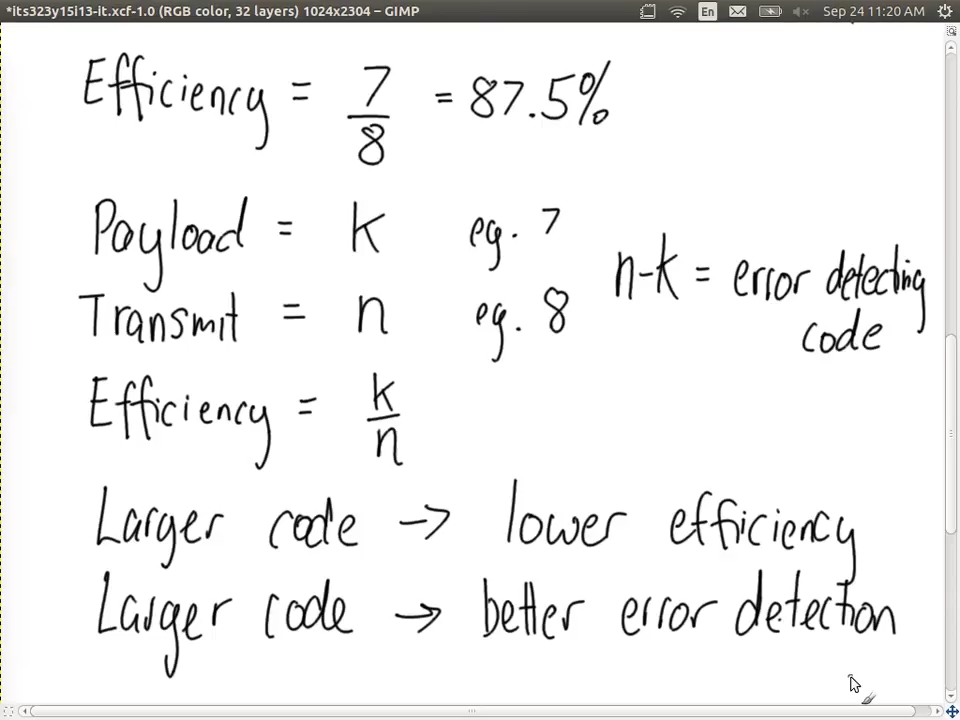 *its323y15i13-it.xcf-1.0 (RGB color, 32 layers) 1024x2304 – GIMP
En
Sep 24 11:20 AM
Efficiency = 7/8 = 87.5%
Payload = k eg. 7
n-k = error detecting code
Transmit = n eg. 8
Efficiency = k/n
Larger code → lower efficiency
Larger code → better error detection